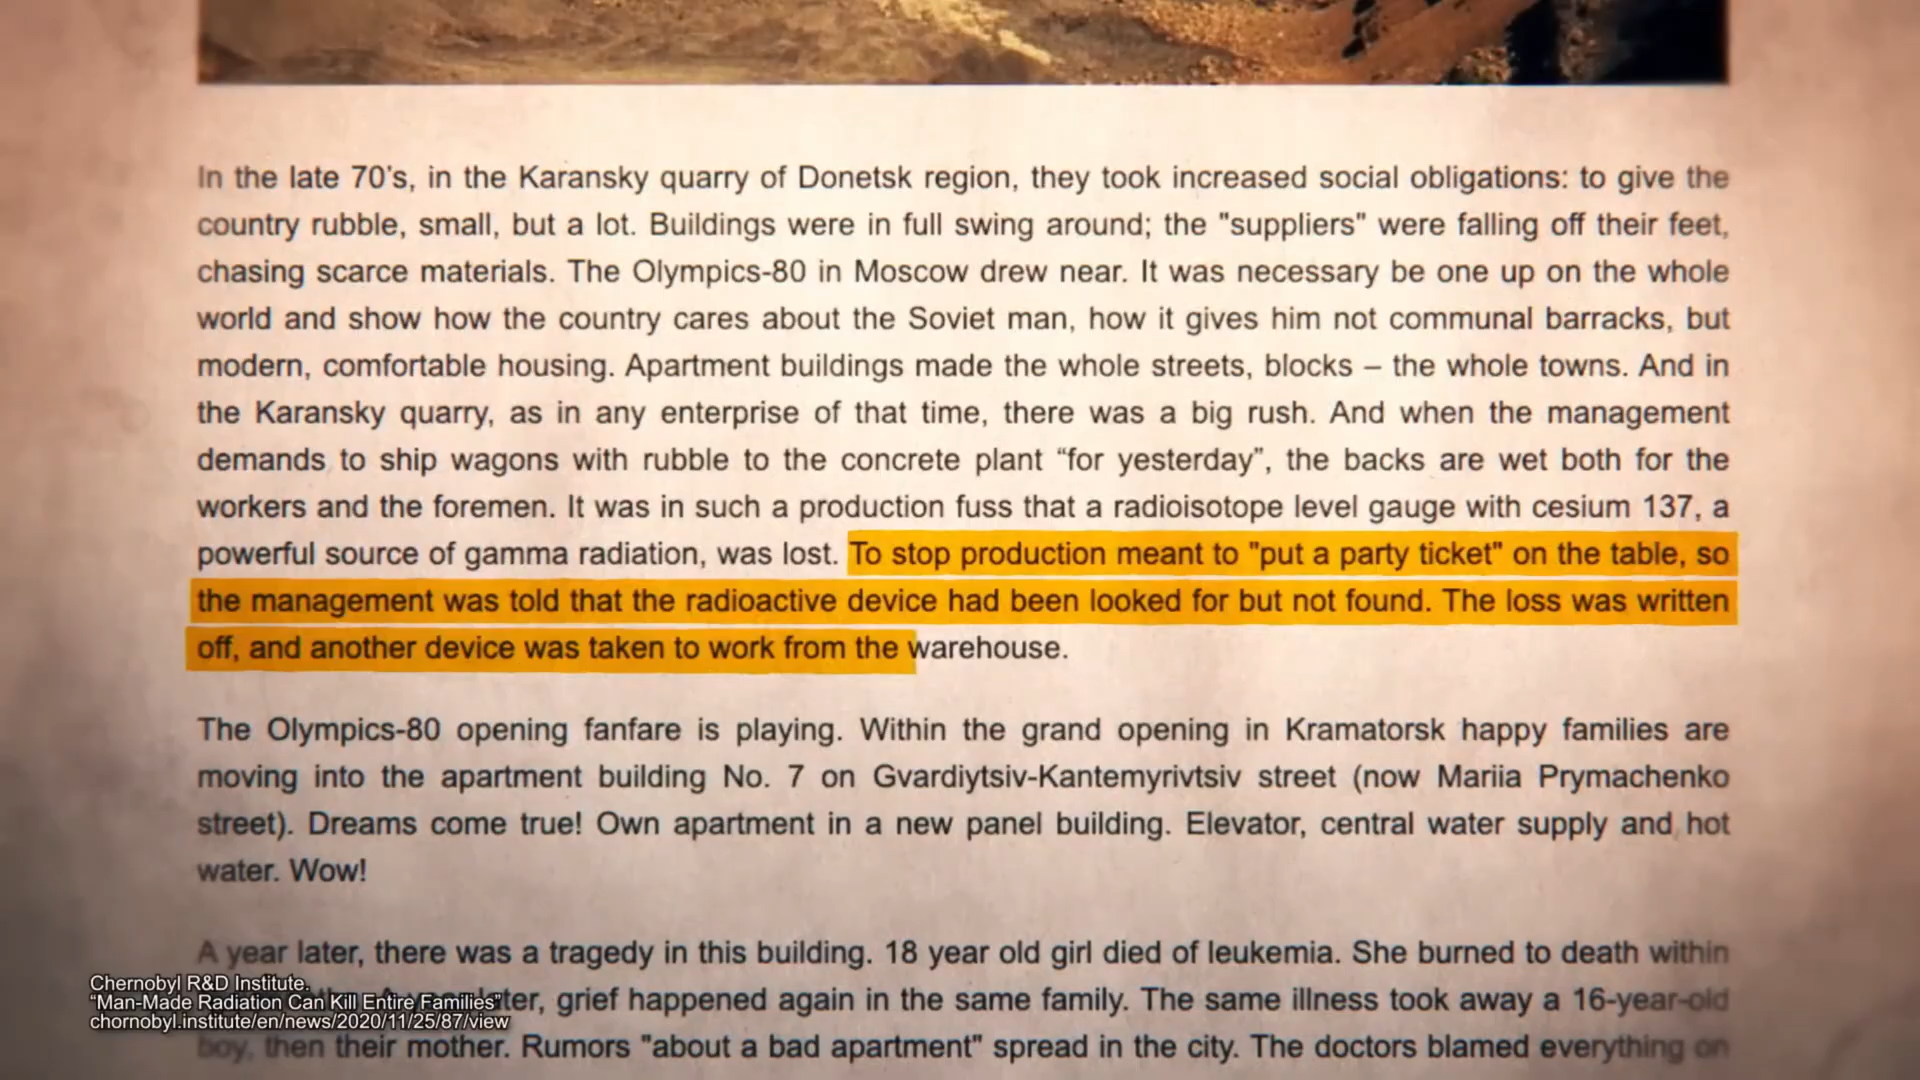 In the late 70's, in the Karansky quarry of Donetsk region, they took increased social obligations: to give the
country rubble, small, but a lot. Buildings were in full swing around; the "suppliers" were falling off their feet,
chasing scarce materials. The Olympics-80 in Moscow drew near. It was necessary be one up on the whole
world and show how the country cares about the Soviet man, how it gives him not communal barracks, but
modern, comfortable housing. Apartment buildings made the whole streets, blocks – the whole towns. And in
the Karansky quarry, as in any enterprise of that time, there was a big rush. And when the management
demands to ship wagons with rubble to the concrete plant “for yesterday”, the backs are wet both for the
workers and the foremen. It was in such a production fuss that a radioisotope level gauge with cesium 137, a
powerful source of gamma radiation, was lost. To stop production meant to "put a party ticket" on the table, so
the management was told that the radioactive device had been looked for but not found. The loss was written
off, and another device was taken to work from the warehouse.
The Olympics-80 opening fanfare is playing. Within the grand opening in Kramatorsk happy families are
moving into the apartment building No. 7 on Gvardiytsiv-Kantemyrivtsiv street (now Mariia Prymachenko
street). Dreams come true! Own apartment in a new panel building. Elevator, central water supply and hot
water. Wow!
A year later, there was a tragedy in this building. 18 year old girl died of leukemia. She burned to death within
grief happened again in the same family. The same illness took away a 16-year-old
boy, then their mother. Rumors "about a bad apartment" spread in the city. The doctors blamed everything on
Chernobyl R&D Institute.
“Man-Made Radiation Can Kill Entire Families”
chornobyl.institute/en/news/2020/11/25/87/view